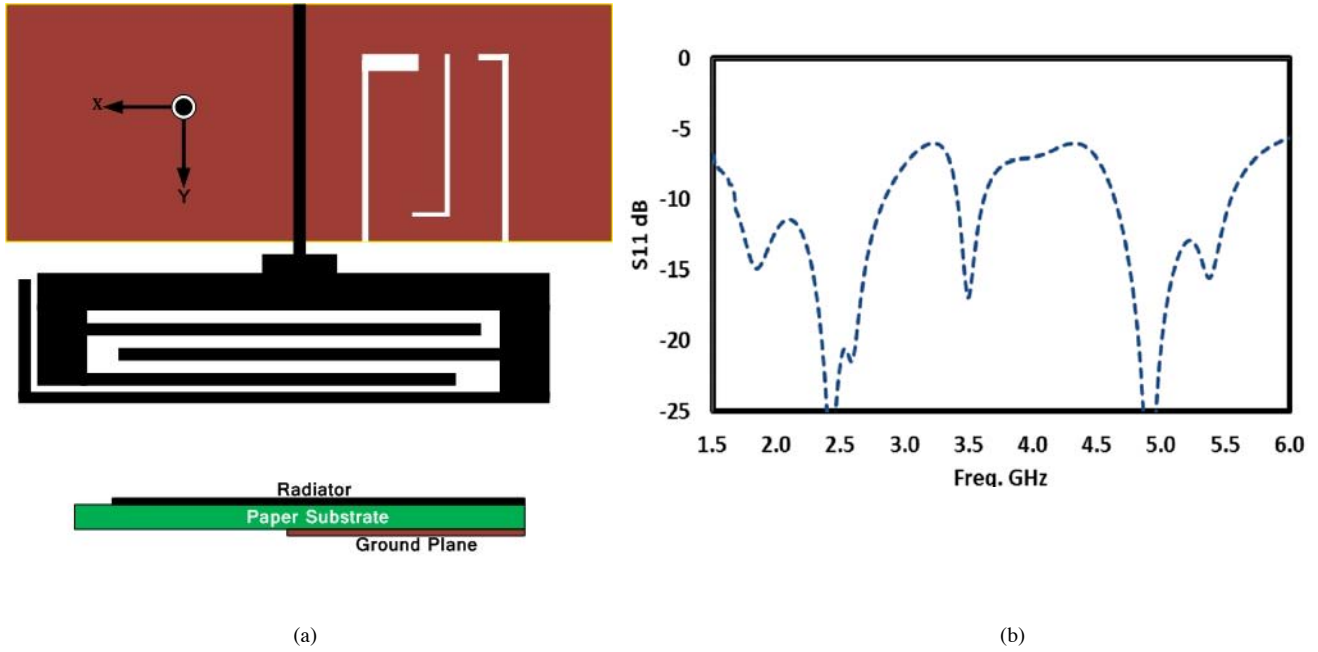 X
Y
Radiator
Paper Substrate
Ground Plane
(a)
0
-5
-10
-15
-20
-25
S11 dB
1.5 2.0 2.5 3.0 3.5 4.0 4.5 5.0 5.5 6.0
Freq. GHz
(b)